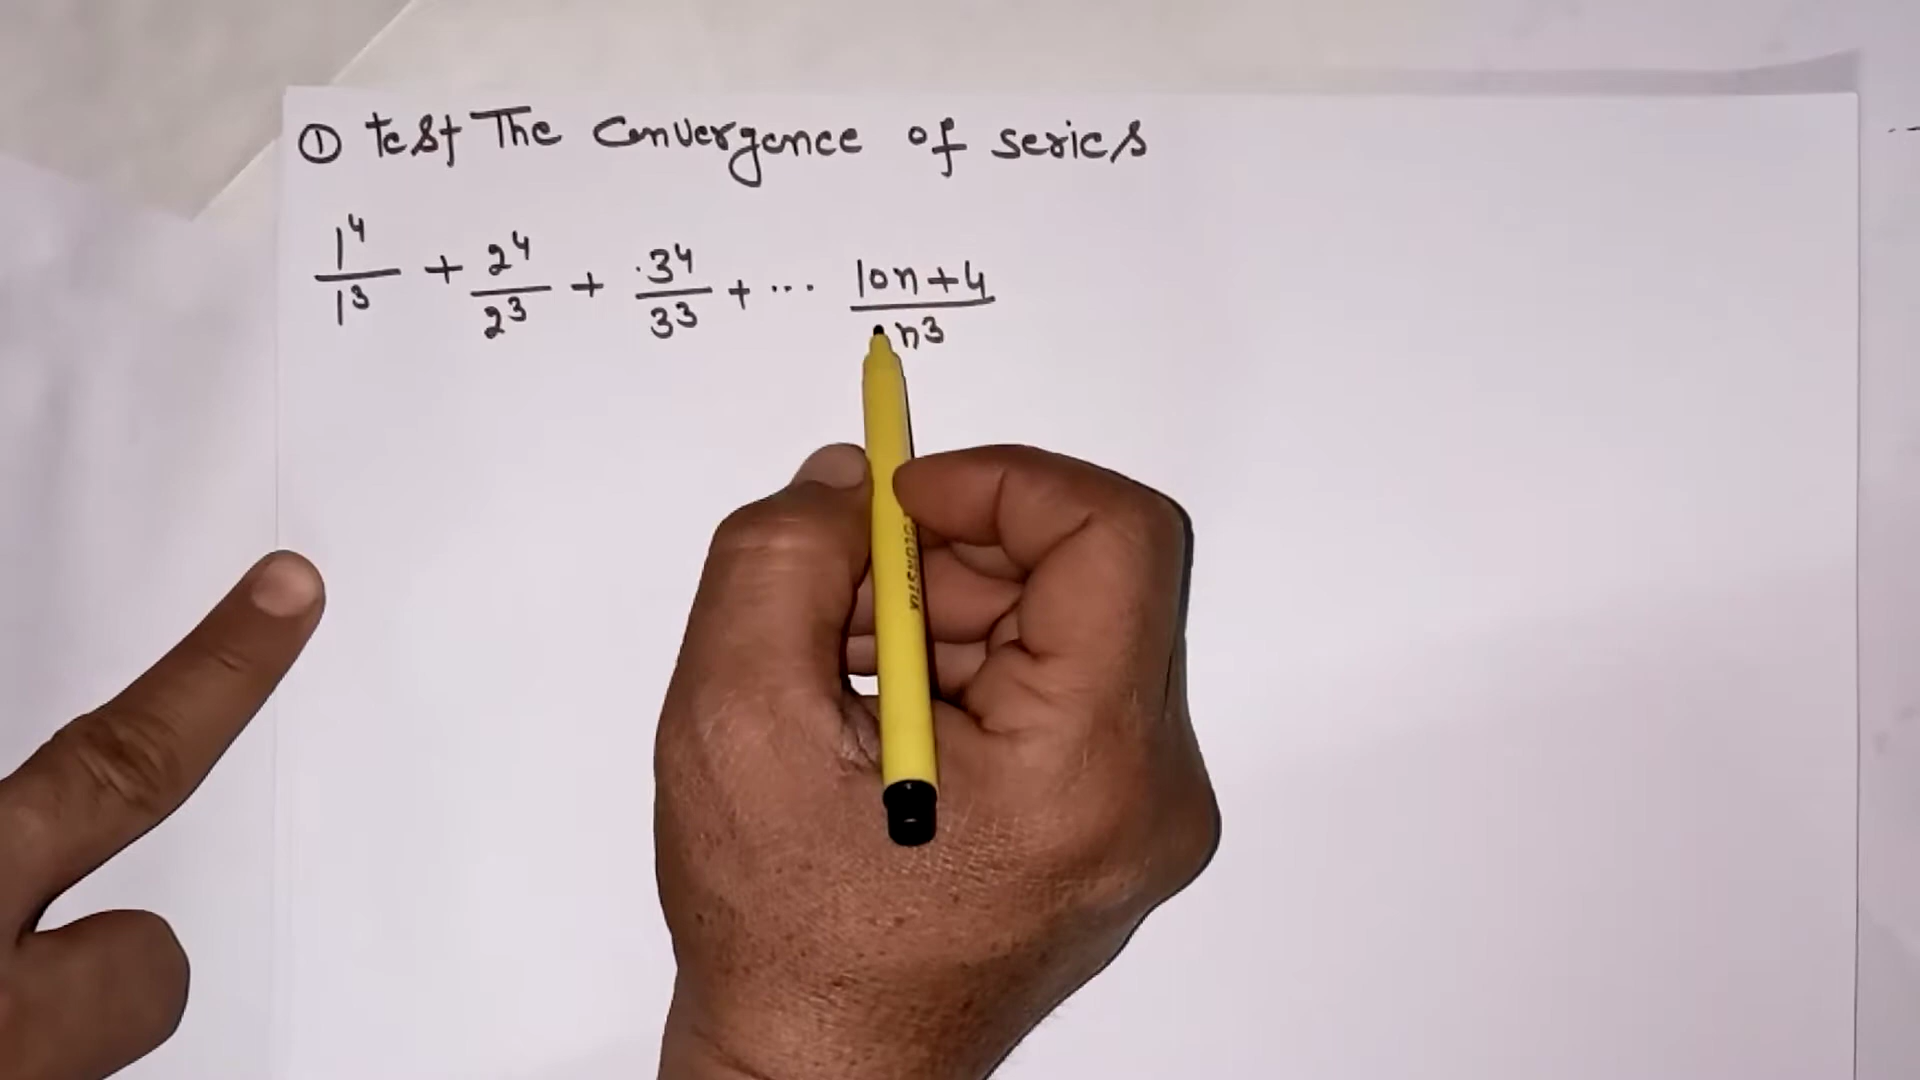 ① Test The Convergence of series
1⁴/1³ + 2⁴/2³ + 3⁴/3³ + ... 10n+4/n³